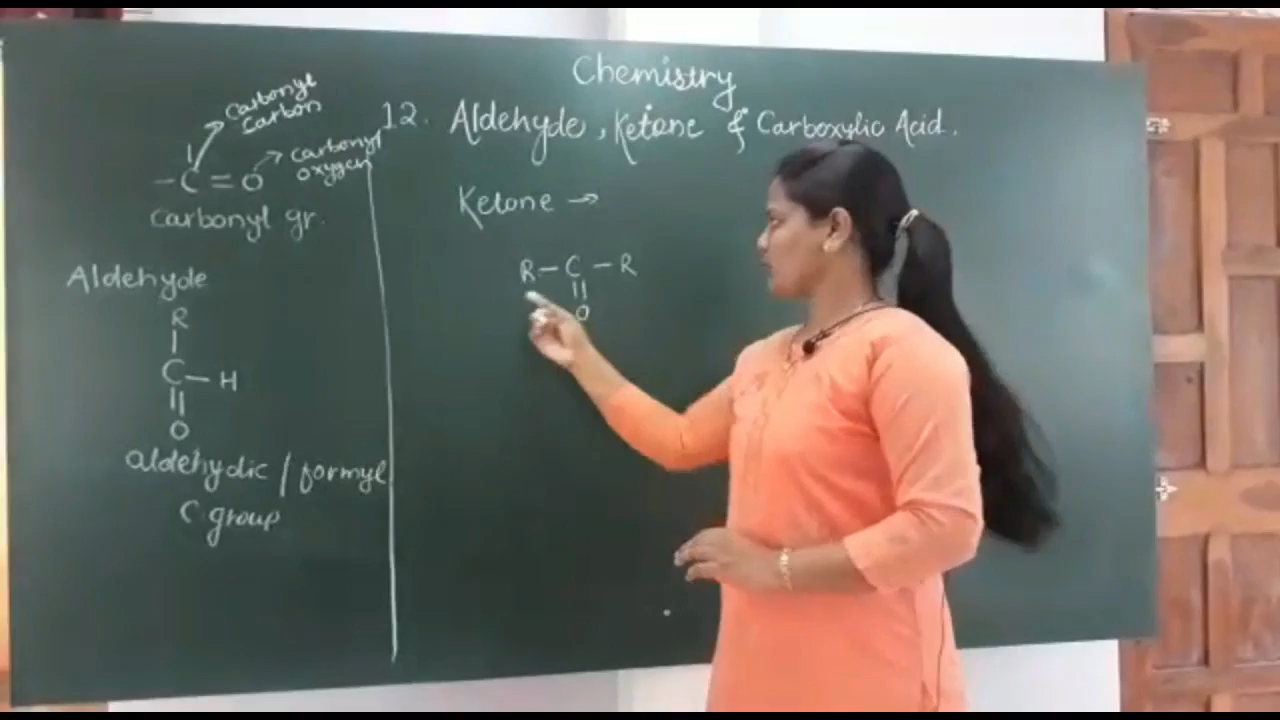 Chemistry
12. Aldehyde, Ketone & Carboxylic Acid.
Carbonyl
Carbon
Carbonyl
oxygen
– C = O
Carbonyl gr.
Aldehyde
R
|
C – H
||
O
aldehydic / formyl
C group
Ketone →
R – C – R
||
O